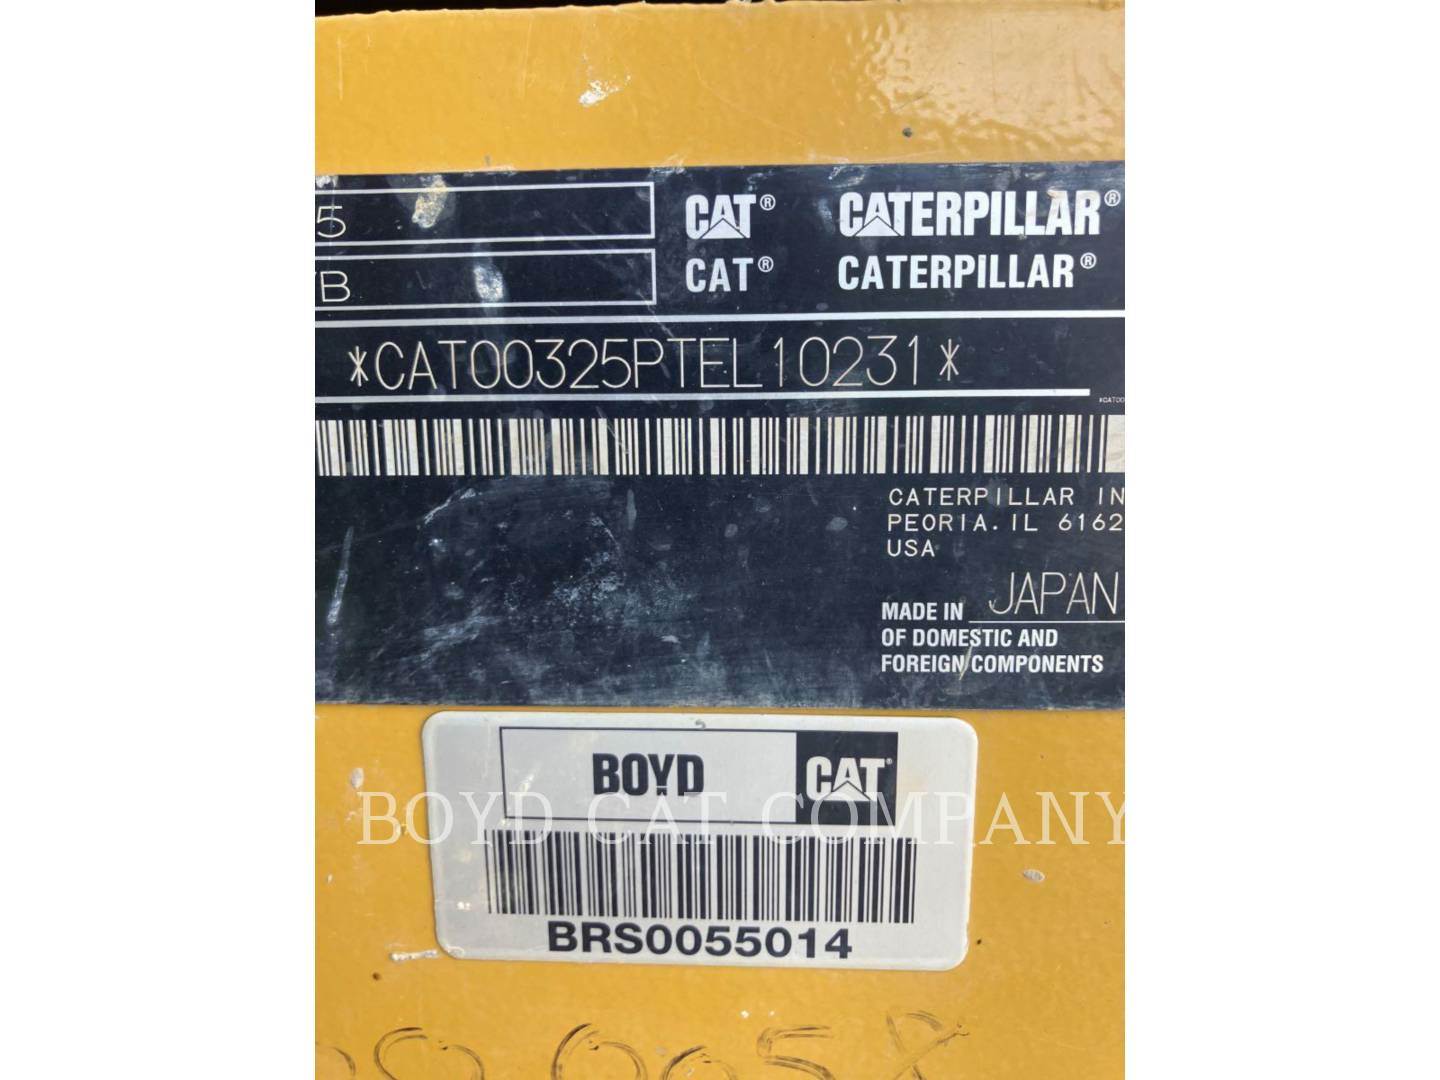 5 CAT® CATERPILLAR®
B CAT® CATERPILLAR®
*CAT00325PTEL10231*
*CAT00
CATERPILLAR IN
PEORIA. IL 6162
USA
MADE IN JAPAN
OF DOMESTIC AND
FOREIGN COMPONENTS
BOYD CAT®
BOYD CAT COMPANY
BRS0055014